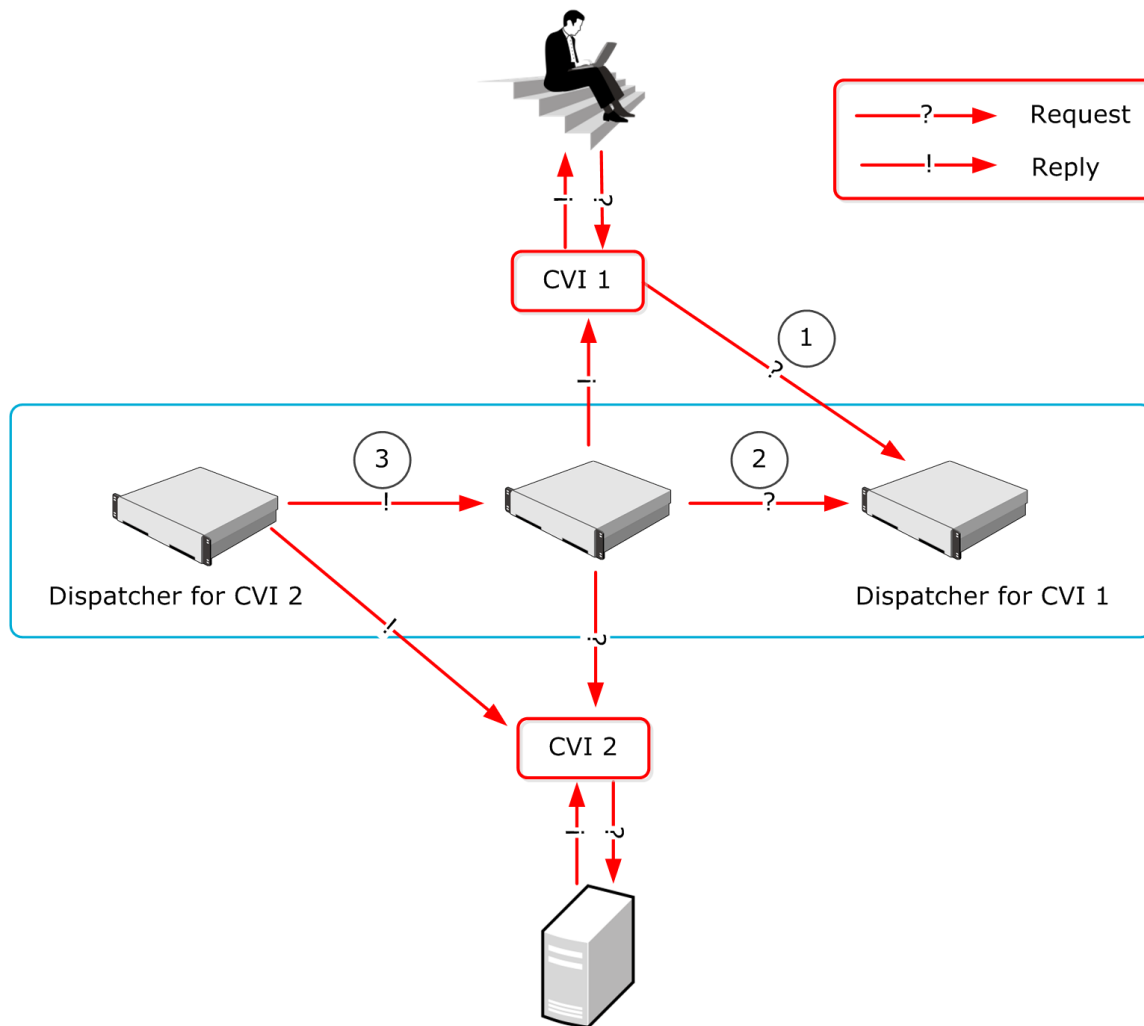 ? Request
! Reply
! ?
CVI 1
1
?
!
3
2
! ?
Dispatcher for CVI 2
Dispatcher for CVI 1
! ?
CVI 2
! ?